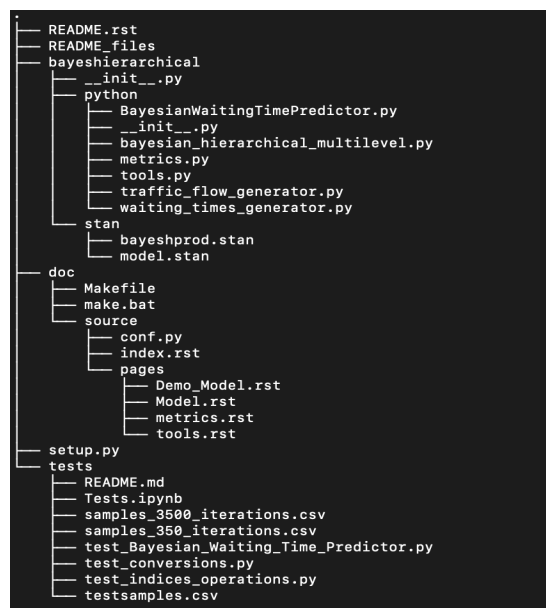 .
├── README.rst
├── README_files
├── bayeshierarchical
│   ├── __init__.py
│   ├── python
│   │   ├── BayesianWaitingTimePredictor.py
│   │   ├── __init__.py
│   │   ├── bayesian_hierarchical_multilevel.py
│   │   ├── metrics.py
│   │   ├── tools.py
│   │   ├── traffic_flow_generator.py
│   │   └── waiting_times_generator.py
│   └── stan
│       ├── bayeshprod.stan
│       └── model.stan
├── doc
│   ├── Makefile
│   ├── make.bat
│   └── source
│       ├── conf.py
│       ├── index.rst
│       └── pages
│           ├── Demo_Model.rst
│           ├── Model.rst
│           ├── metrics.rst
│           └── tools.rst
├── setup.py
└── tests
    ├── README.md
    ├── Tests.ipynb
    ├── samples_3500_iterations.csv
    ├── samples_350_iterations.csv
    ├── test_Bayesian_Waiting_Time_Predictor.py
    ├── test_conversions.py
    ├── test_indices_operations.py
    └── testsamples.csv